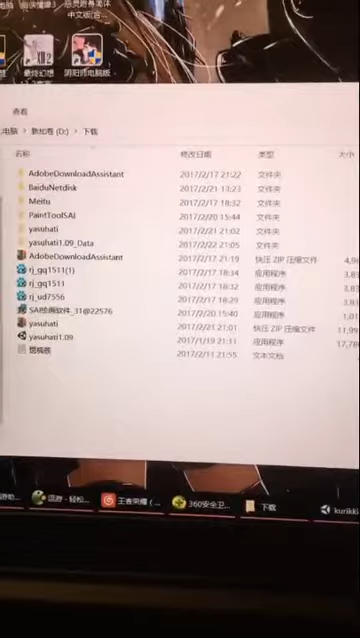 中文版(合...
最终幻想
阴阳师电脑版
查看
电脑 > 新加卷 (D:) > 下载
名称 修改日期 类型 大小
AdobeDownloadAssistant 2017/2/17 21:22 文件夹
BaiduNetdisk 2017/2/21 13:23 文件夹
Meitu 2017/2/17 18:32 文件夹
PaintToolSAI 2017/2/20 15:44 文件夹
yasuhati 2017/2/21 21:02 文件夹
yasuhati1.09_Data 2017/2/22 21:05 文件夹
AdobeDownloadAssistant 2017/2/17 21:19 快压 ZIP 压缩文件
rj_gq1511(1) 2017/2/17 18:34 应用程序
rj_gq1511 2017/2/17 18:32 应用程序
rj_ud7556 2017/2/17 18:29 应用程序
SAI绘画软件_31@22576 2017/2/20 15:40 应用程序
yasuhati 2017/2/21 21:01 快压 ZIP 压缩文件
yasuhati1.09 2017/1/19 21:11 应用程序
2017/2/11 21:55 文本文档
逗游 - 轻松... 王者荣耀 (... 360安全卫... 下载 kurikki